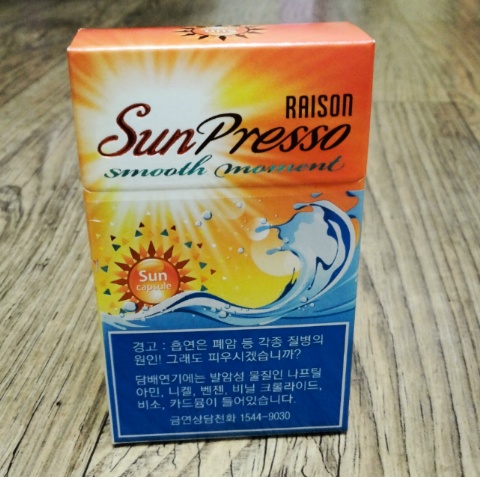 RAISON
SunPresso
smooth moment
Sun
capsule
경고 : 흡연은 폐암 등 각종 질병의
원인! 그래도 피우시겠습니까?
담배연기에는 발암성 물질인 나프틸
아민, 니켈, 벤젠, 비닐 크롤라이드,
비소, 카드뮴이 들어있습니다.
금연상담전화 1544-9030